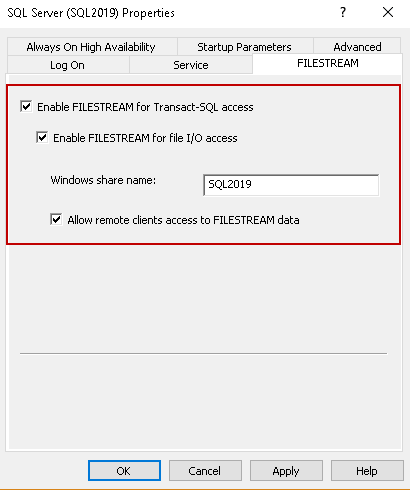 SQL Server (SQL2019) Properties
Always On High Availability Startup Parameters Advanced
Log On Service FILESTREAM
Enable FILESTREAM for Transact-SQL access
Enable FILESTREAM for file I/O access
Windows share name: SQL2019
Allow remote clients access to FILESTREAM data
OK Cancel Apply Help